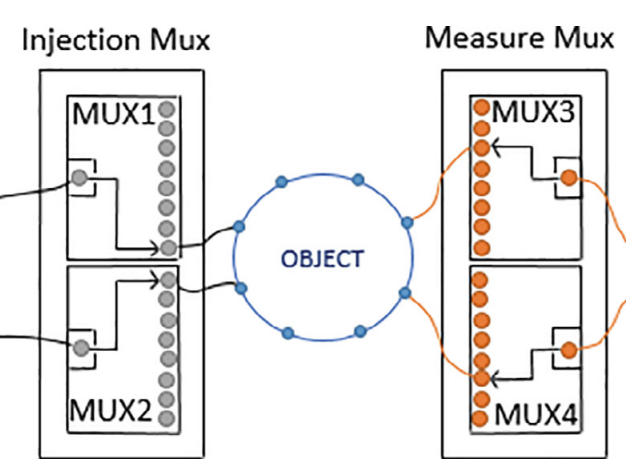 Injection Mux
Measure Mux
MUX1
MUX3
OBJECT
MUX2
MUX4